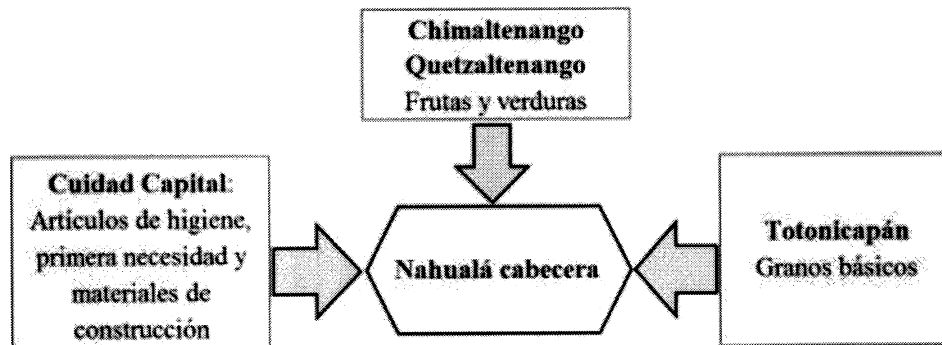 Chimaltenango
Quetzaltenango
Frutas y verduras
Cuidad Capital:
Artículos de higiene,
primera necesidad y
materiales de
construcción
Nahualá cabecera
Totonicapán
Granos básicos